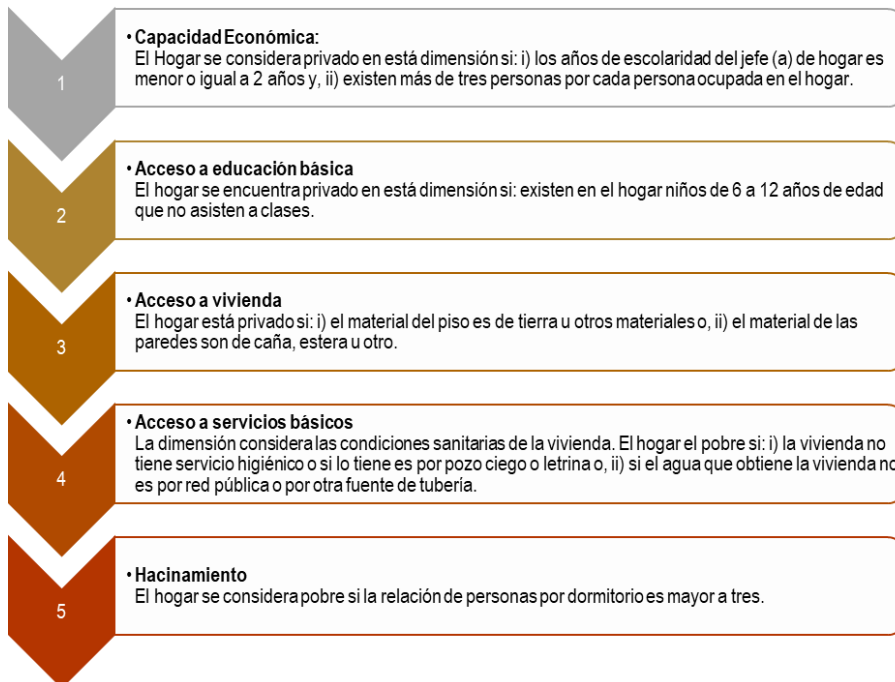 • Capacidad Económica:
El Hogar se considera privado en está dimensión si: i) los años de escolaridad del jefe (a) de hogar es
menor o igual a 2 años y, ii) existen más de tres personas por cada persona ocupada en el hogar.
1
• Acceso a educación básica
El hogar se encuentra privado en está dimensión si: existen en el hogar niños de 6 a 12 años de edad
que no asisten a clases.
2
• Acceso a vivienda
El hogar está privado si: i) el material del piso es de tierra u otros materiales o, ii) el material de las
paredes son de caña, estera u otro.
3
• Acceso a servicios básicos
La dimensión considera las condiciones sanitarias de la vivienda. El hogar el pobre si: i) la vivienda no
tiene servicio higiénico o si lo tiene es por pozo ciego o letrina o, ii) si el agua que obtiene la vivienda no
es por red pública o por otra fuente de tubería.
4
• Hacinamiento
El hogar se considera pobre si la relación de personas por dormitorio es mayor a tres.
5